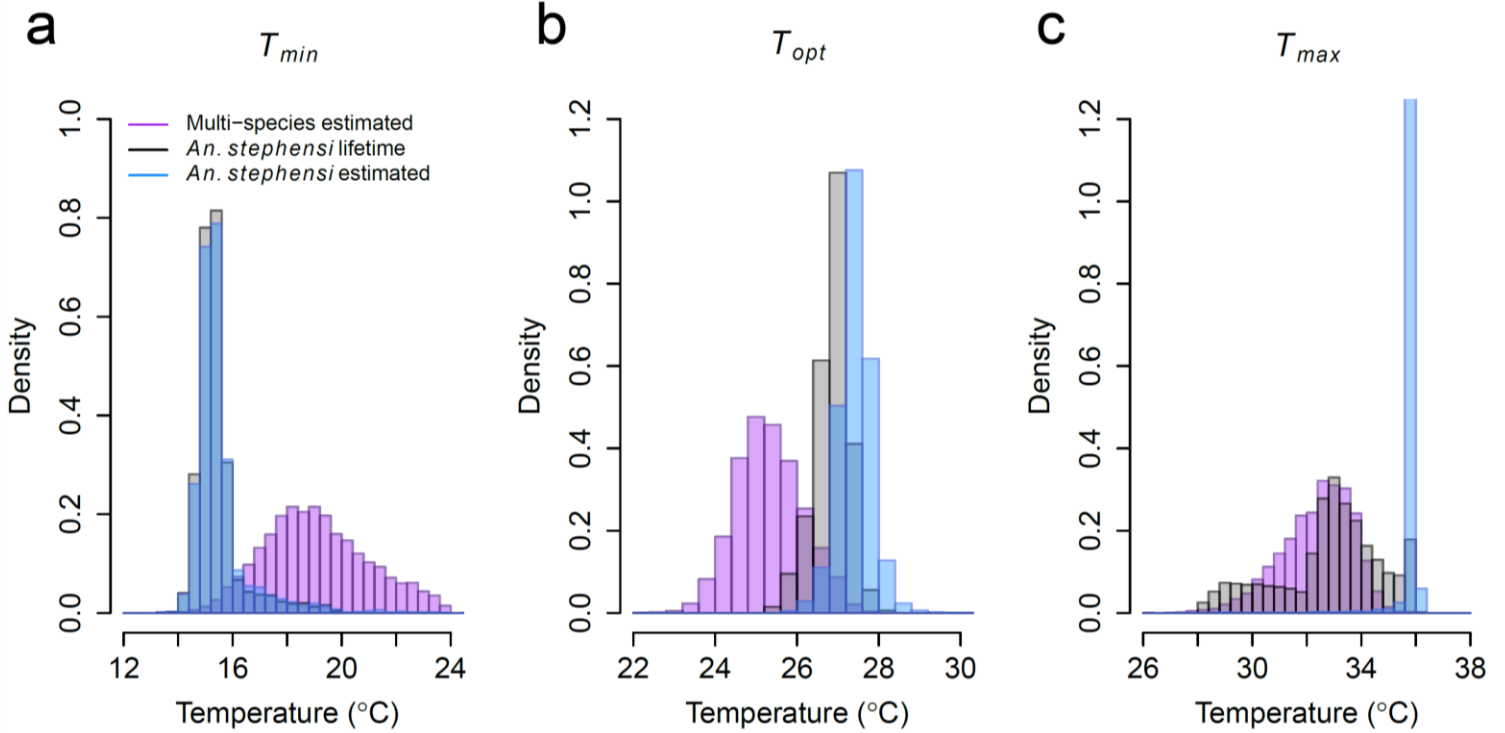 a
T min
Density
0.0
0.2
0.4
0.6
0.8
1.0
Multi−species estimated
An. stephensi lifetime
An. stephensi estimated
12
16
20
24
Temperature (°C)
b
T opt
Density
0.0
0.2
0.4
0.6
0.8
1.0
1.2
22
24
26
28
30
Temperature (°C)
c
T max
Density
0.0
0.2
0.4
0.6
0.8
1.0
1.2
26
30
34
38
Temperature (°C)